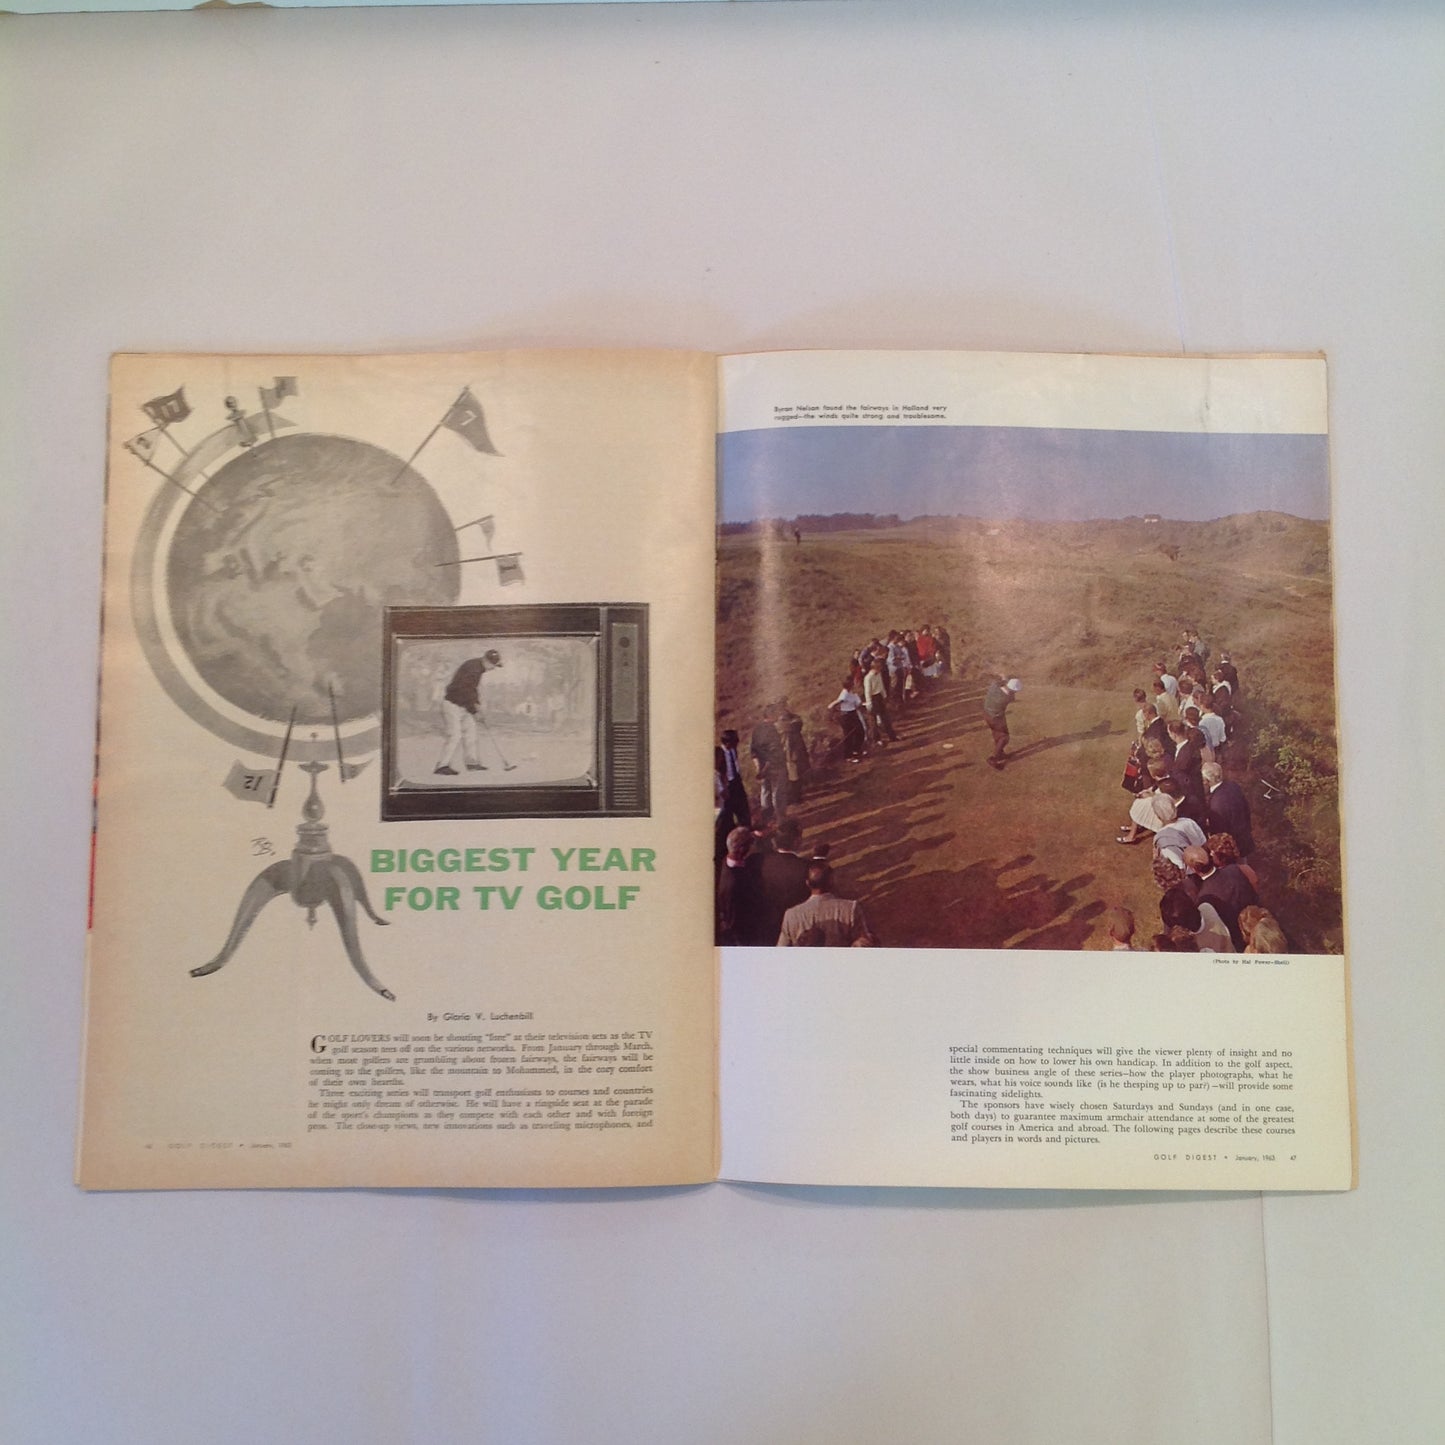 11
2
7
1
12
BIGGEST YEAR
FOR TV GOLF
By Gloria V. Luchenbill
GOLF LOVERS will soon be shouting "fore" at their television sets as the TV
golf season tees off on the various networks. From January through March,
when most golfers are grumbling about frozen fairways, the fairways will be
coming to the golfers, like the mountain to Mohammed, in the cozy comfort
of their own hearths.
Three exciting series will transport golf enthusiasts to courses and countries
he might only dream of otherwise. He will have a ringside seat at the parade
of the sport's champions as they compete with each other and with foreign
pros. The close-up views, new innovations such as traveling microphones, and
46 GOLF DIGEST • January, 1963
Byron Nelson found the fairways in Holland very
rugged—the winds quite strong and troublesome.
(Photo by Hal Power-Shell)
special commentating techniques will give the viewer plenty of insight and no
little inside on how to lower his own handicap. In addition to the golf aspect,
the show business angle of these series—how the player photographs, what he
wears, what his voice sounds like (is he thesping up to par?) —will provide some
fascinating sidelights.
The sponsors have wisely chosen Saturdays and Sundays (and in one case,
both days) to guarantee maximum armchair attendance at some of the greatest
golf courses in America and abroad. The following pages describe these courses
and players in words and pictures.
GOLF DIGEST • January, 1963 47